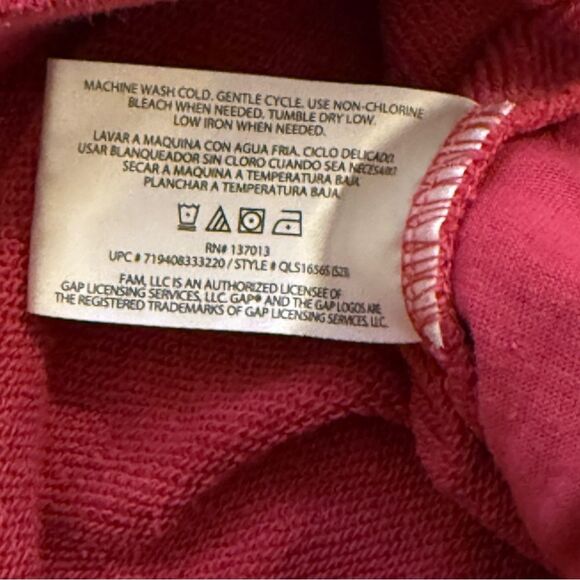 MACHINE WASH COLD. GENTLE CYCLE. USE NON-CHLORINE
BLEACH WHEN NEEDED. TUMBLE DRY LOW.
LOW IRON WHEN NEEDED.
LAVAR A MAQUINA CON AGUA FRIA. CICLO DELICADO.
USAR BLANQUEADOR SIN CLORO CUANDO SEA NECESARIO.
SECAR A MAQUINA A TEMPERATURA BAJA.
PLANCHAR A TEMPERATURA BAJA.
RN# 137013
UPC # 719408333220 / STYLE # QLS16565 (S23)
FAM, LLC IS AN AUTHORIZED LICENSEE OF
GAP LICENSING SERVICES, LLC. GAP® AND THE GAP LOGOS ARE
THE REGISTERED TRADEMARKS OF GAP LICENSING SERVICES, LLC.